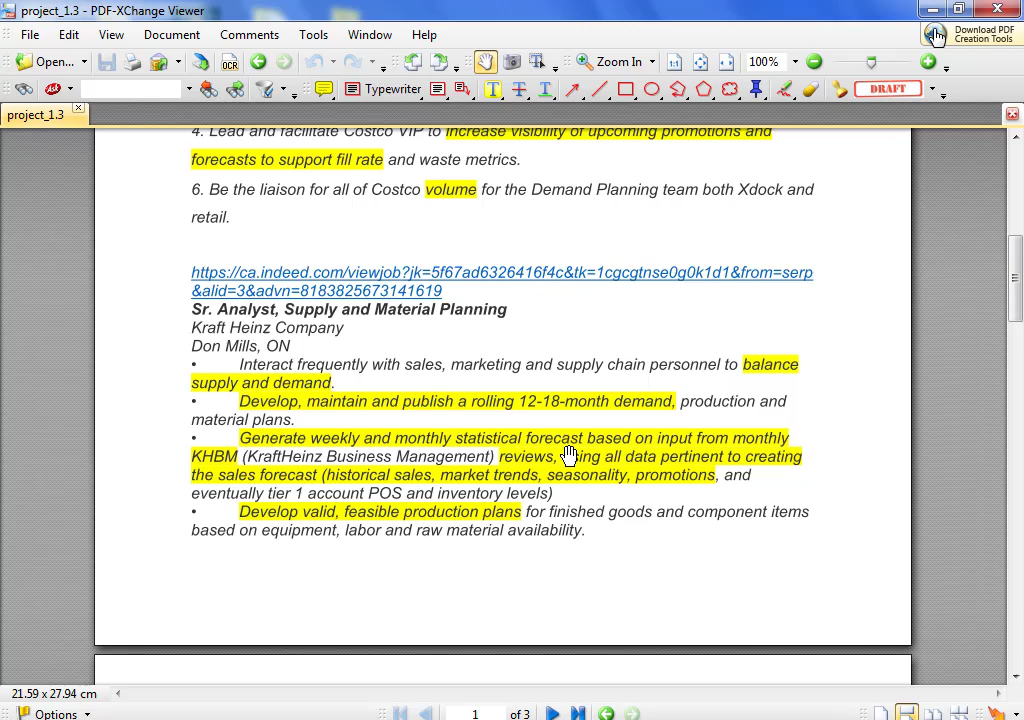 project_1.3 - PDF-XChange Viewer
File Edit View Document Comments Tools Window Help
Download PDF
Creation Tools
Open... OCR Zoom In 1:1 100%
Typewriter DRAFT
project_1.3
4. Lead and facilitate Costco VIP to increase visibility of upcoming promotions and
forecasts to support fill rate and waste metrics.
6. Be the liaison for all of Costco volume for the Demand Planning team both Xdock and
retail.
https://ca.indeed.com/viewjob?jk=5f67ad6326416f4c&tk=1cgcgtnse0g0k1d1&from=serp
&alid=3&advn=8183825673141619
Sr. Analyst, Supply and Material Planning
Kraft Heinz Company
Don Mills, ON
• Interact frequently with sales, marketing and supply chain personnel to balance
supply and demand.
• Develop, maintain and publish a rolling 12-18-month demand, production and
material plans.
• Generate weekly and monthly statistical forecast based on input from monthly
KHBM (KraftHeinz Business Management) reviews, using all data pertinent to creating
the sales forecast (historical sales, market trends, seasonality, promotions, and
eventually tier 1 account POS and inventory levels)
• Develop valid, feasible production plans for finished goods and component items
based on equipment, labor and raw material availability.
21.59 x 27.94 cm
Options 1 of 3